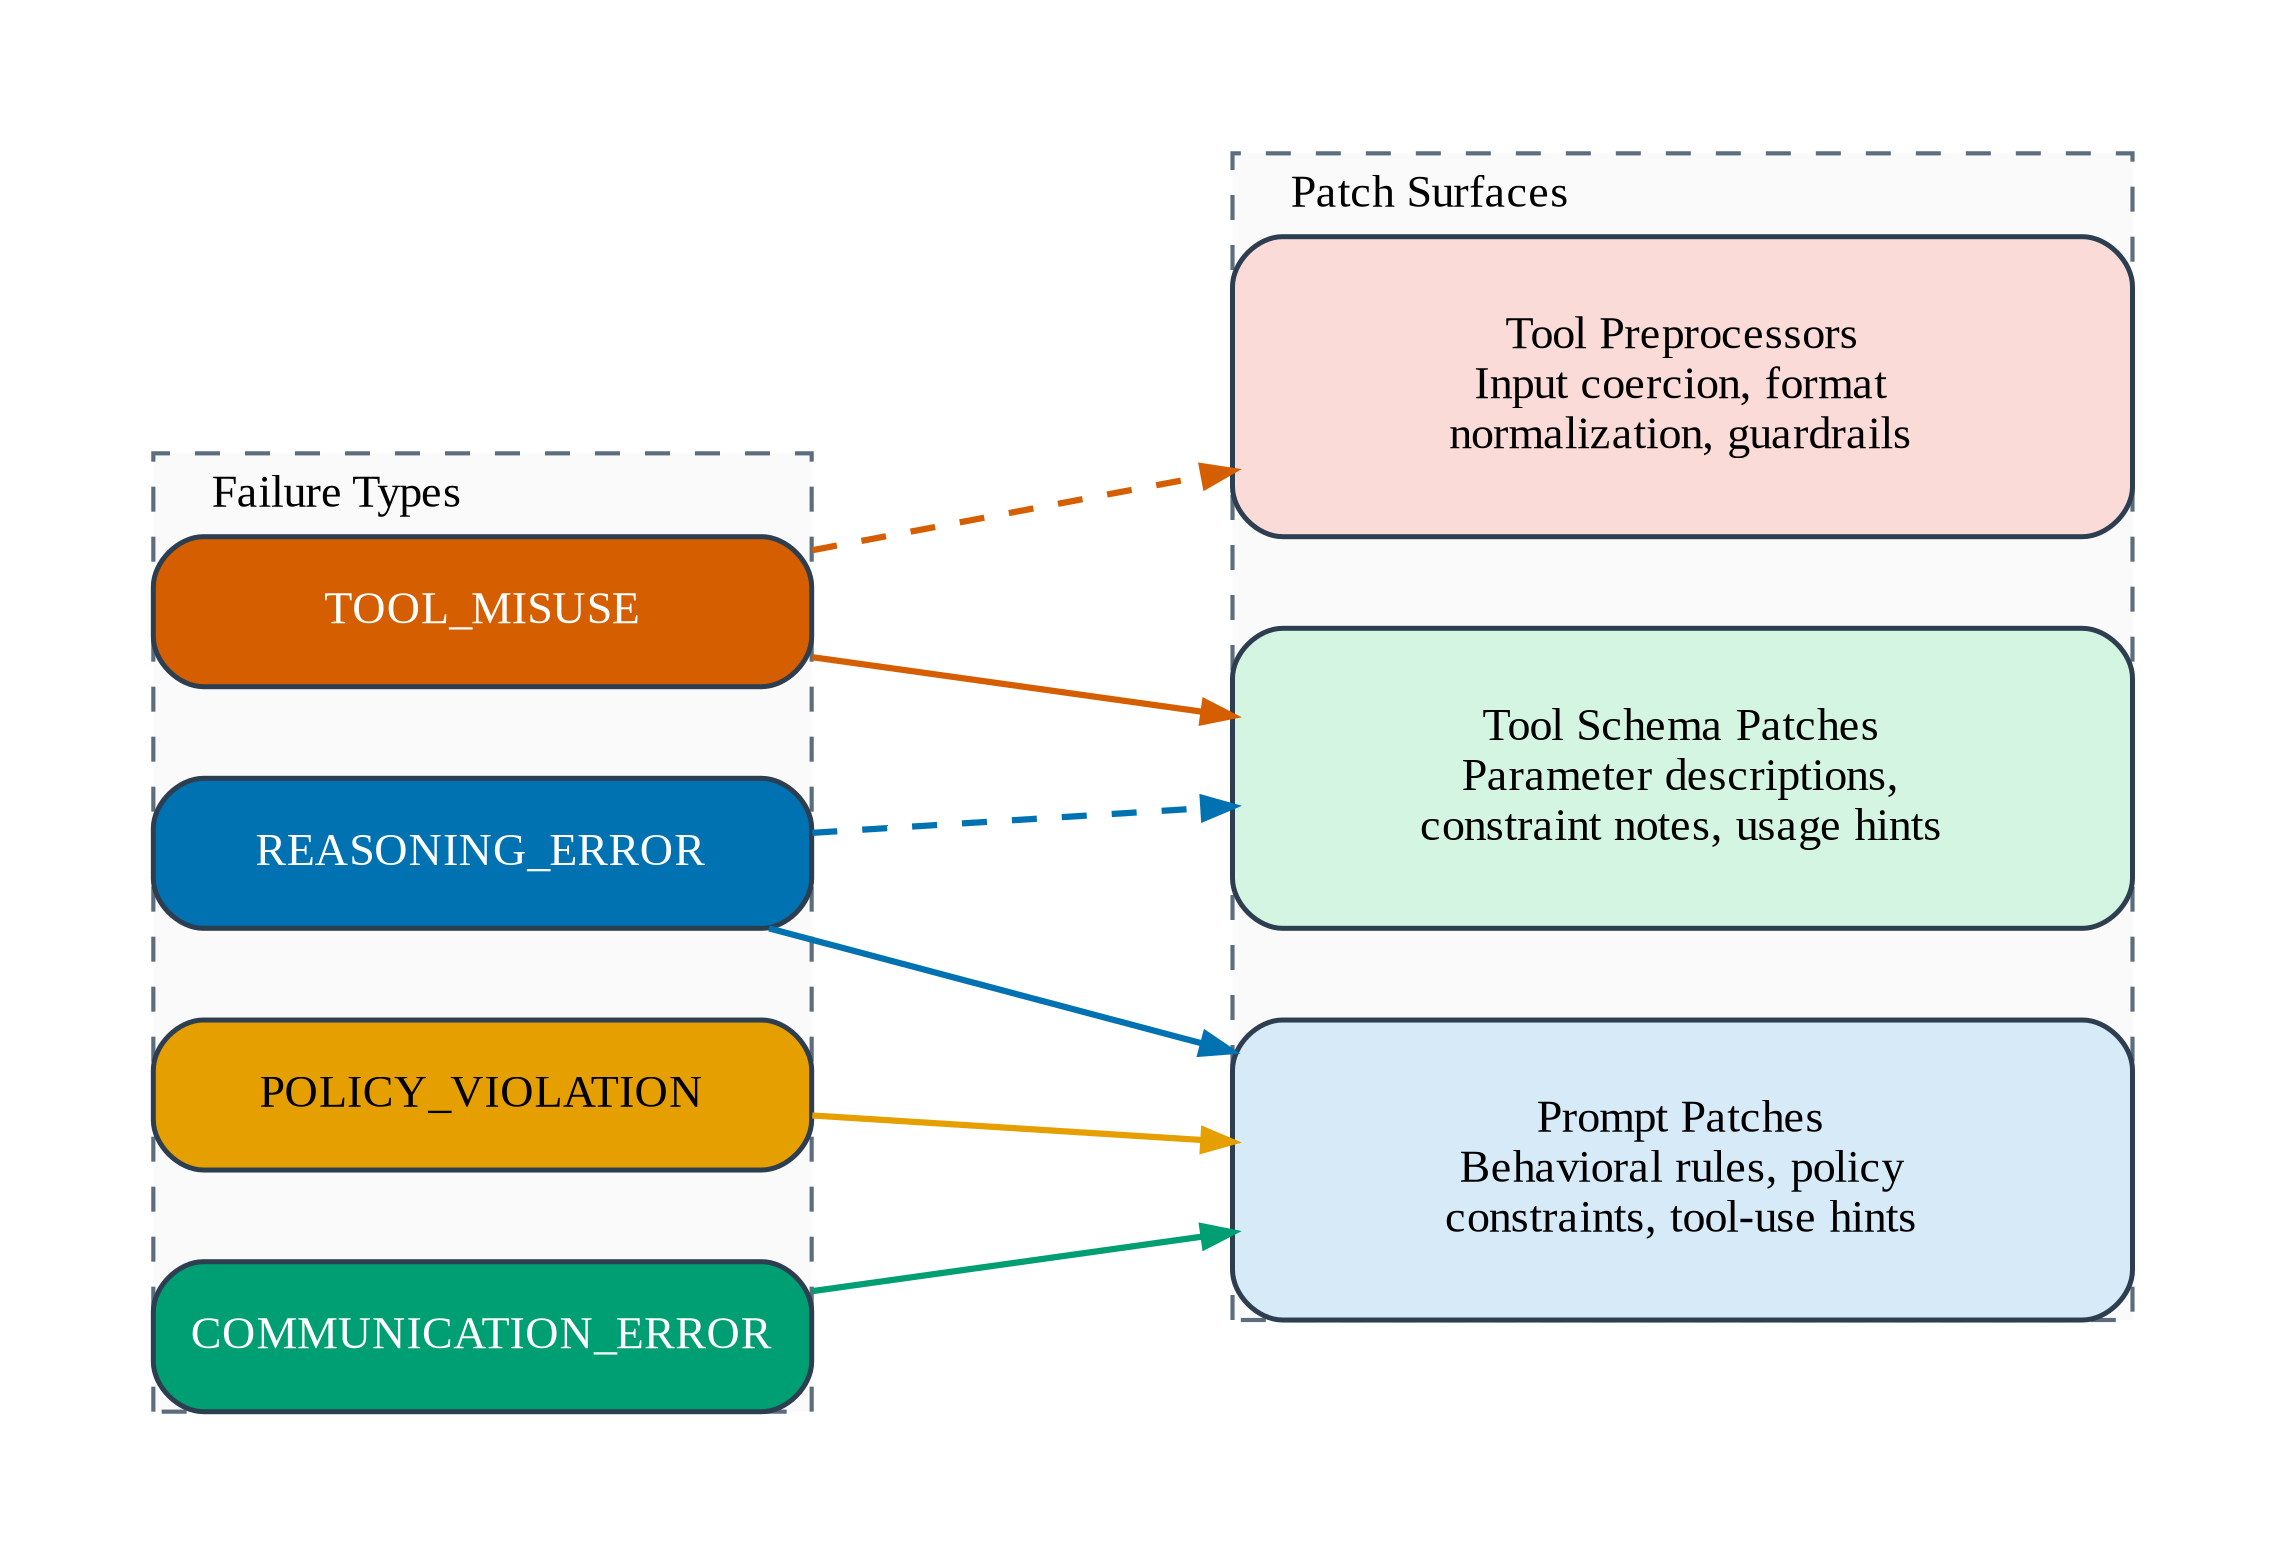 Failure Types
TOOL_MISUSE
REASONING_ERROR
POLICY_VIOLATION
COMMUNICATION_ERROR
Patch Surfaces
Tool Preprocessors
Input coercion, format
normalization, guardrails
Tool Schema Patches
Parameter descriptions,
constraint notes, usage hints
Prompt Patches
Behavioral rules, policy
constraints, tool-use hints